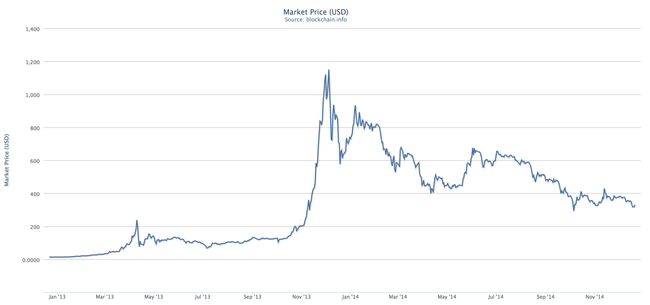 Market Price (USD)
Source: blockchain.info
1,400
1,200
1,000
800
600
400
200
0.0000
Market Price (USD)
Jan '13 Mar '13 May '13 Jul '13 Sep '13 Nov '13 Jan '14 Mar '14 May '14 Jul '14 Sep '14 Nov '14